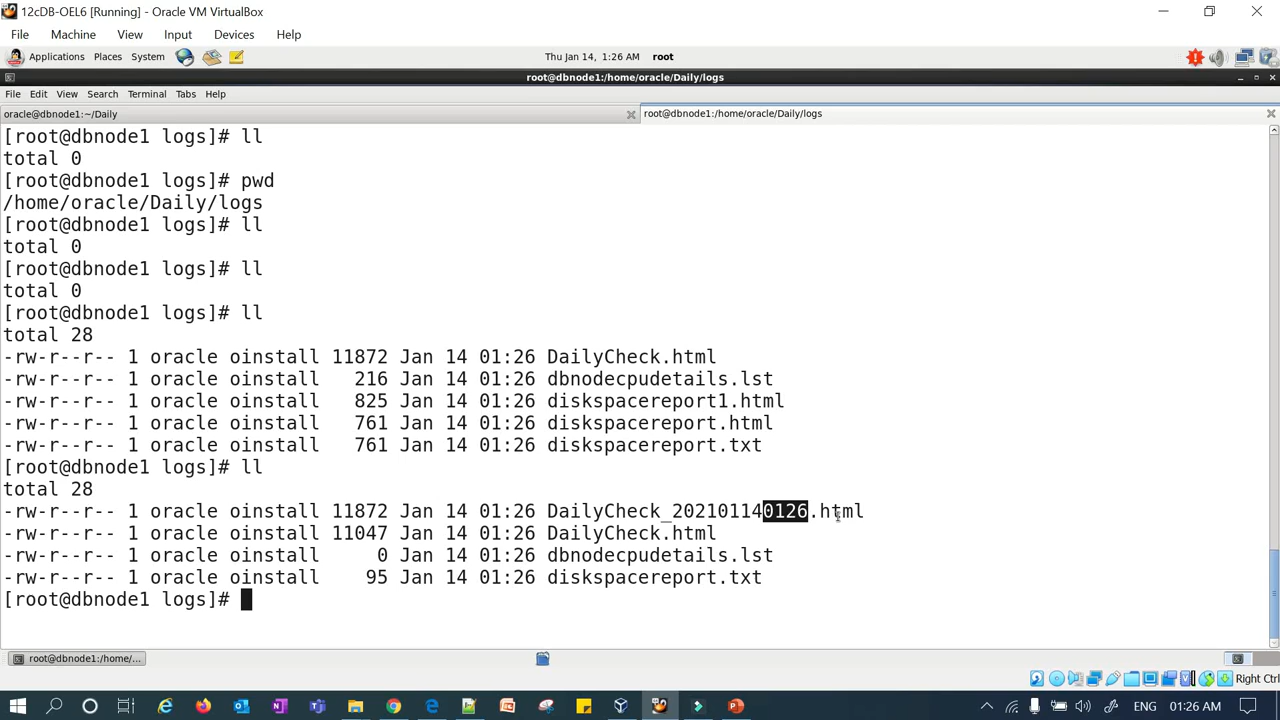 12cDB-OEL6 [Running] - Oracle VM VirtualBox
File Machine View Input Devices Help
Applications Places System Thu Jan 14, 1:26 AM root
root@dbnode1:/home/oracle/Daily/logs
File Edit View Search Terminal Tabs Help
oracle@dbnode1:~/Daily root@dbnode1:/home/oracle/Daily/logs
[root@dbnode1 logs]# ll
total 0
[root@dbnode1 logs]# pwd
/home/oracle/Daily/logs
[root@dbnode1 logs]# ll
total 0
[root@dbnode1 logs]# ll
total 0
[root@dbnode1 logs]# ll
total 28
-rw-r--r-- 1 oracle oinstall 11872 Jan 14 01:26 DailyCheck.html
-rw-r--r-- 1 oracle oinstall   216 Jan 14 01:26 dbnodecpudetails.lst
-rw-r--r-- 1 oracle oinstall   825 Jan 14 01:26 diskspacereport1.html
-rw-r--r-- 1 oracle oinstall   761 Jan 14 01:26 diskspacereport.html
-rw-r--r-- 1 oracle oinstall   761 Jan 14 01:26 diskspacereport.txt
[root@dbnode1 logs]# ll
total 28
-rw-r--r-- 1 oracle oinstall 11872 Jan 14 01:26 DailyCheck_202101140126.html
-rw-r--r-- 1 oracle oinstall 11047 Jan 14 01:26 DailyCheck.html
-rw-r--r-- 1 oracle oinstall     0 Jan 14 01:26 dbnodecpudetails.lst
-rw-r--r-- 1 oracle oinstall    95 Jan 14 01:26 diskspacereport.txt
[root@dbnode1 logs]#
root@dbnode1:/home/...
Right Ctrl
ENG 01:26 AM